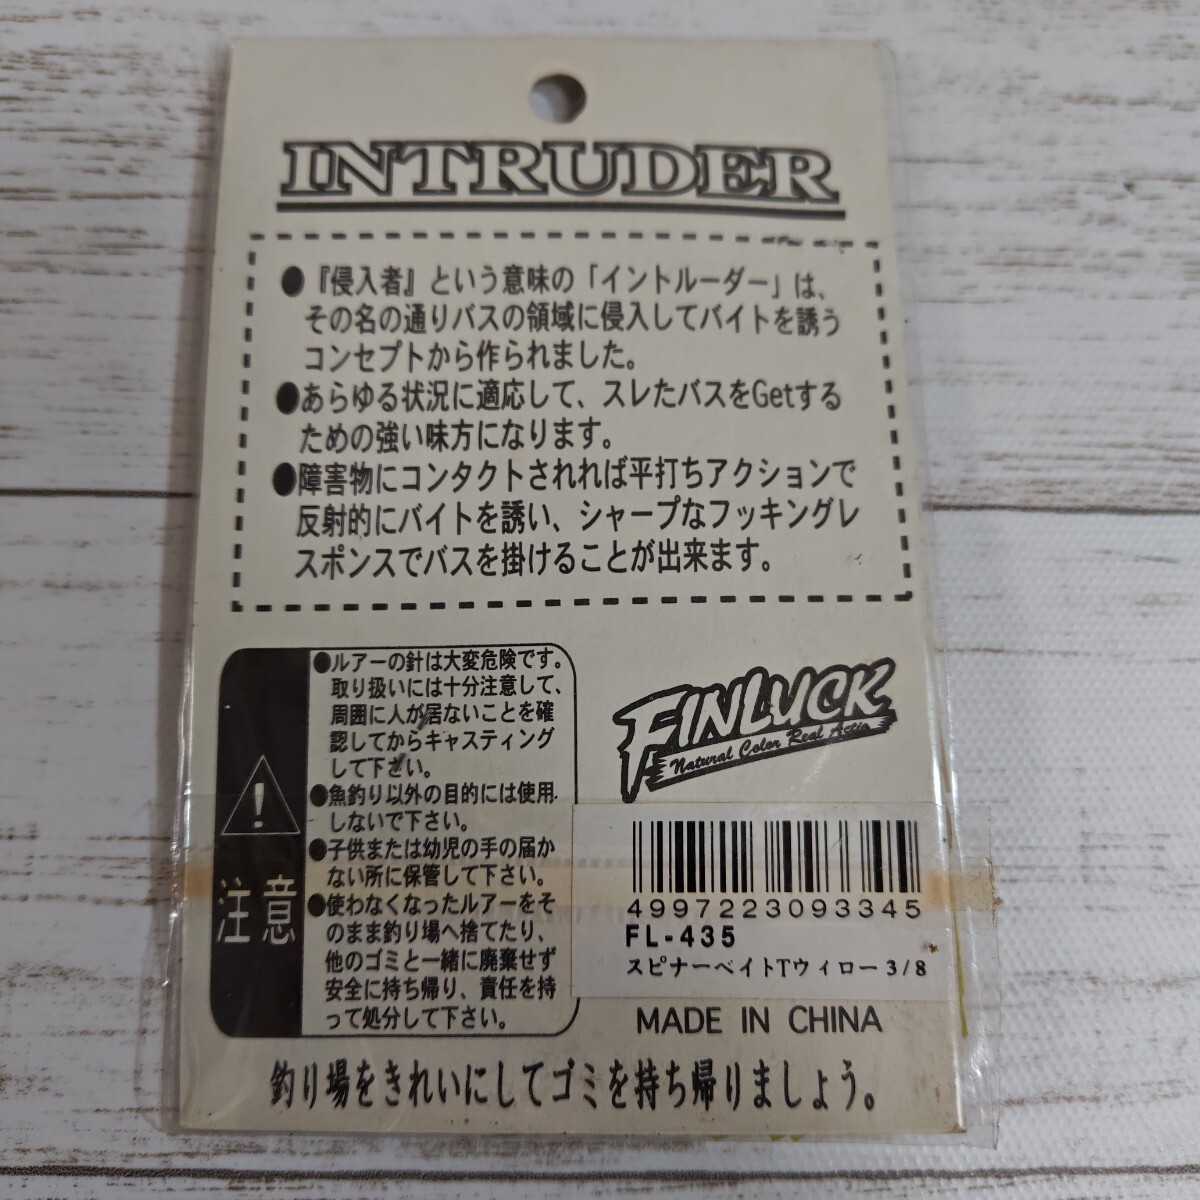 INTRUDER
●『侵入者』という意味の「イントルーダー」は、
その名の通りバスの領域に侵入してバイトを誘う
コンセプトから作られました。
●あらゆる状況に適応して、スレたバスをGetする
ための強い味方になります。
●障害物にコンタクトされれば平打ちアクションで
反射的にバイトを誘い、シャープなフッキングレ
スポンスでバスを掛けることが出来ます。
!
注意
●ルアーの針は大変危険です。
取り扱いには十分注意して、
周囲に人が居ないことを確
認してからキャスティング
して下さい。
●魚釣り以外の目的には使用
しないで下さい。
●子供または幼児の手の届か
ない所に保管して下さい。
●使わなくなったルアーをそ
のまま釣り場へ捨てたり、
他のゴミと一緒に廃棄せず
安全に持ち帰り、責任を持
って処分して下さい。
FINLUCK
Natural Color Real Actio
4997223093345
FL-435
スピナーベイトTウィロー3/8
MADE IN CHINA
釣り場をきれいにしてゴミを持ち帰りましょう。